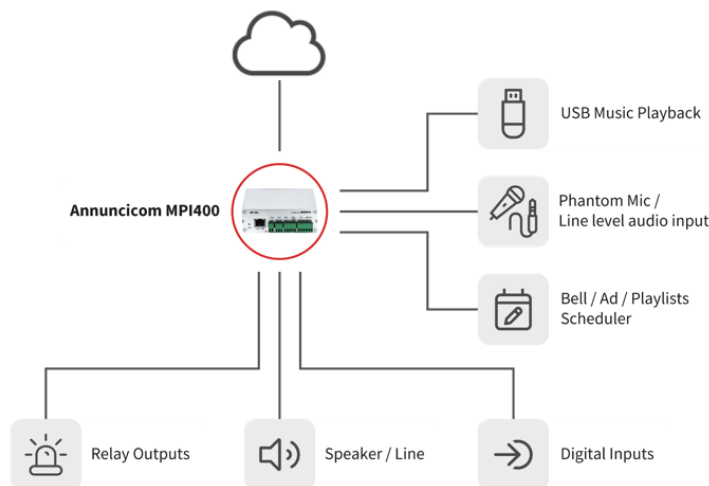 USB Music Playback
Annuncicom MPI400
Phantom Mic /
Line level audio input
Bell / Ad / Playlists
Scheduler
Relay Outputs
Speaker / Line
Digital Inputs